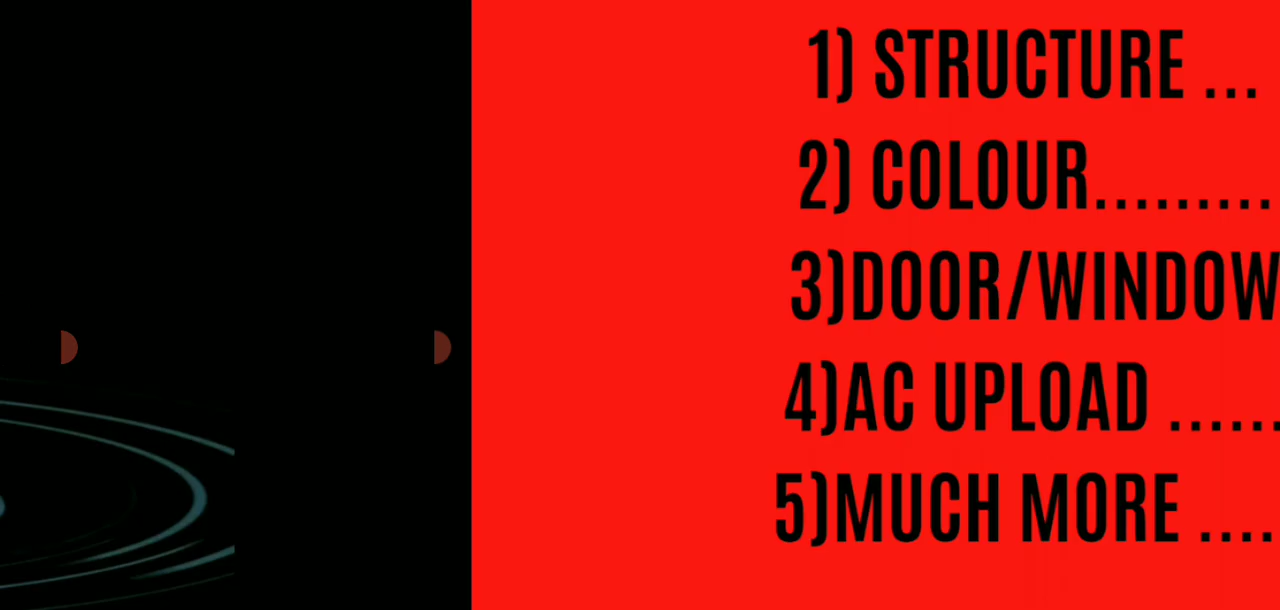 1) STRUCTURE ...
2) COLOUR..........
3)DOOR/WINDOW
4)AC UPLOAD ......
5)MUCH MORE ....